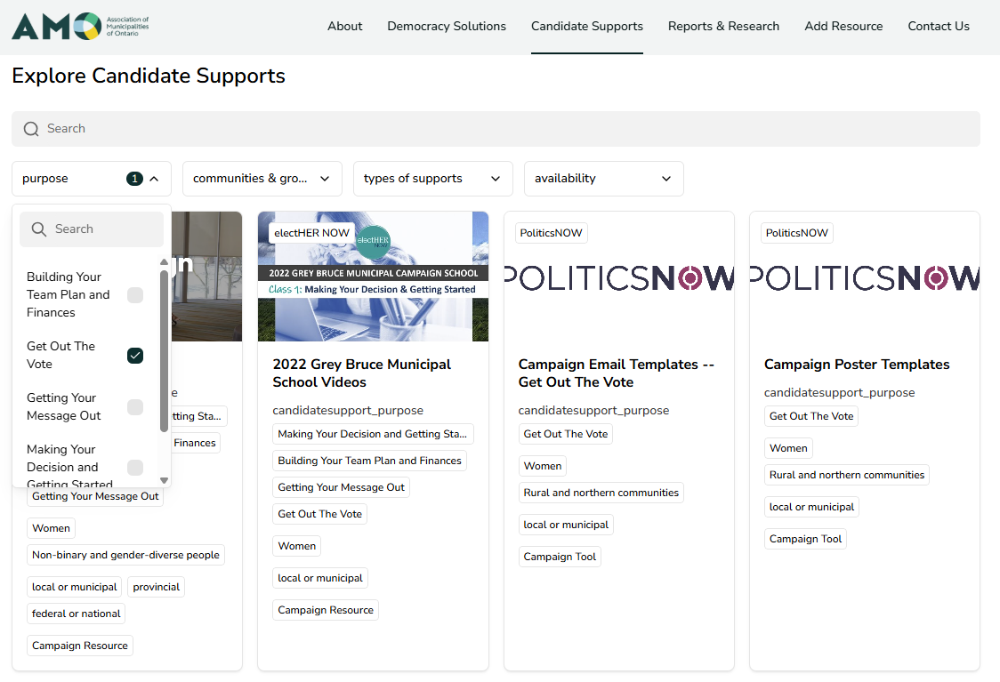 AMO Association of
Municipalities
of Ontario
About Democracy Solutions Candidate Supports Reports & Research Add Resource Contact Us
Explore Candidate Supports
Search
purpose 1 communities & gro... types of supports availability
Search
Building Your
Team Plan and
Finances
Get Out The
Vote
Getting Your
Message Out
Making Your
Decision and
Getting Started
Finances
Getting Your Message Out
Women
Non-binary and gender-diverse people
local or municipal provincial
federal or national
Campaign Resource
electHER NOW
electHER
NOW
2022 GREY BRUCE MUNICIPAL CAMPAIGN SCHOOL
Class 1: Making Your Decision & Getting Started
2022 Grey Bruce Municipal
School Videos
candidatesupport_purpose
Making Your Decision and Getting Sta...
Building Your Team Plan and Finances
Getting Your Message Out
Get Out The Vote
Women
local or municipal
Campaign Resource
PoliticsNOW
POLITICSNOW
Campaign Email Templates --
Get Out The Vote
candidatesupport_purpose
Get Out The Vote
Women
Rural and northern communities
local or municipal
Campaign Tool
PoliticsNOW
POLITICSNOW
Campaign Poster Templates
candidatesupport_purpose
Get Out The Vote
Women
Rural and northern communities
local or municipal
Campaign Tool